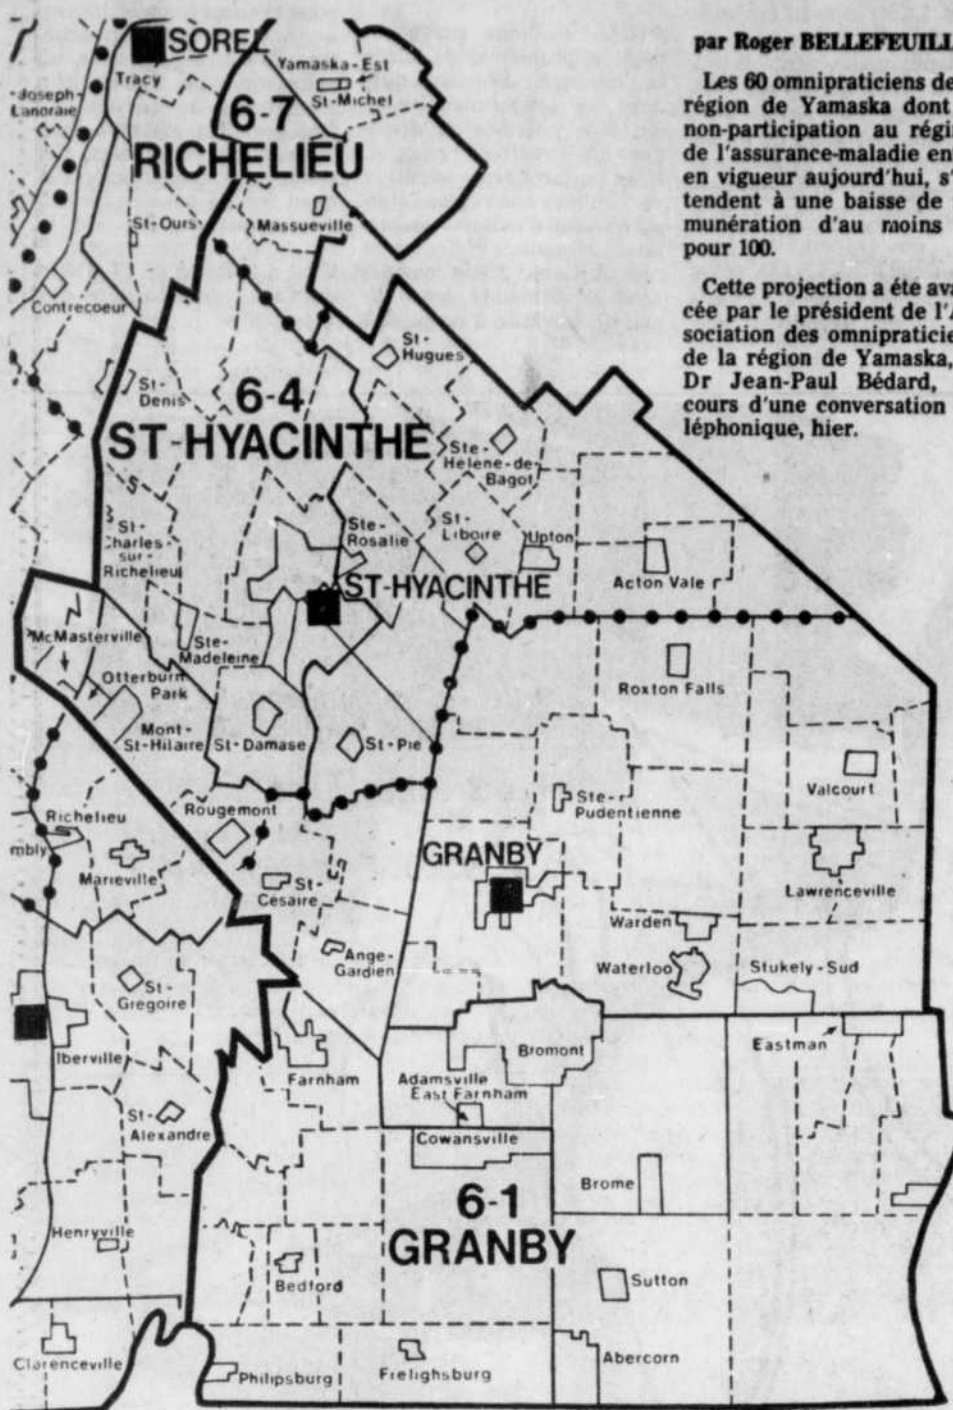 SOREL
Tracy
Yamaska-Est
St-Michel
-Joseph-
Lanoraie
6-7
RICHELIEU
St-Ours
Massueville
Contrecoeur
par Roger BELLEFEUILL
Les 60 omnipraticiens de
région de Yamaska dont
non-participation au régi
de l'assurance-maladie en
en vigueur aujourd'hui, s'
tendent à une baisse de
munération d'au moins
pour 100.
Cette projection a été ava
cée par le président de l'A
sociation des omnipraticie
de la région de Yamaska,
Dr Jean-Paul Bédard,
cours d'une conversation
léphonique, hier.
St-
Hugues
St-
Denis
6-4
ST-HYACINTHE
Ste-
Helene-de-
Bagot
St-
Charles-
sur-
Richelieu
Ste-
Rosalie
St-
Liboire
Upton
Acton Vale
ST-HYACINTHE
McMasterville
Ste-
Madeleine
Otterburn
Park
Mont-
St-Hilaire
St-Damase
St-Pie
Roxton Falls
Valcourt
Ste-
Pudentienne
Rougemont
Richelieu
mbly
Marieville
GRANBY
St-
Cesaire
Lawrenceville
Warden
Ange-
Gardien
Waterloo
Stukely-Sud
St-
Gregoire
Iberville
Farnham
Bromont
Eastman
Adamsville
East Farnham
St-
Alexandre
Cowansville
Brome
6-1
GRANBY
Henryville
Bedford
Sutton
Clarenceville
Philipsburg
Frelighsburg
Abercorn